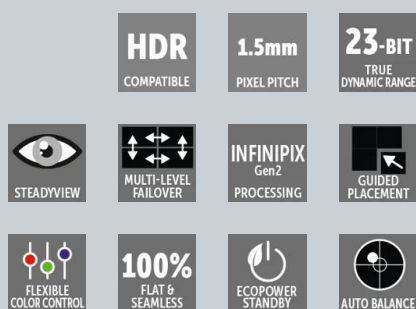 HDR
COMPATIBLE
1.5mm
PIXEL PITCH
23-BIT
TRUE
DYNAMIC RANGE
STEADYVIEW
MULTI-LEVEL
FAILOVER
INFINIPIX
Gen2
PROCESSING
GUIDED
PLACEMENT
FLEXIBLE
COLOR CONTROL
100%
FLAT &
SEAMLESS
ECOPOWER
STANDBY
AUTO BALANCE